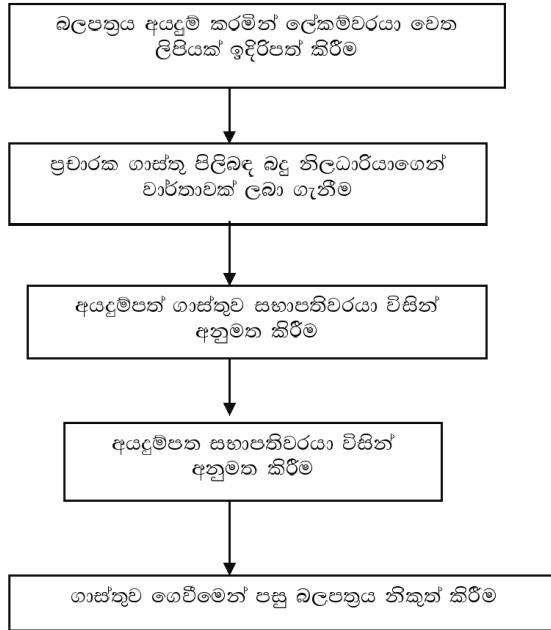 බලපත්‍රය අයදුම් කරමින් ලේකම්වරයා වෙත
ලිපියක් ඉදිරිපත් කිරීම
ප්‍රචාරක ගාස්තු පිලිබඳ බදු නිලධාරියාගෙන්
වාර්තාවක් ලබා ගැනීම
අයදුම්පත් ගාස්තුව සභාපතිවරයා විසින්
අනුමත කිරීම
අයදුම්පත සභාපතිවරයා විසින්
අනුමත කිරීම
ගාස්තුව ගෙවීමෙන් පසු බලපත්‍රය නිකුත් කිරීම